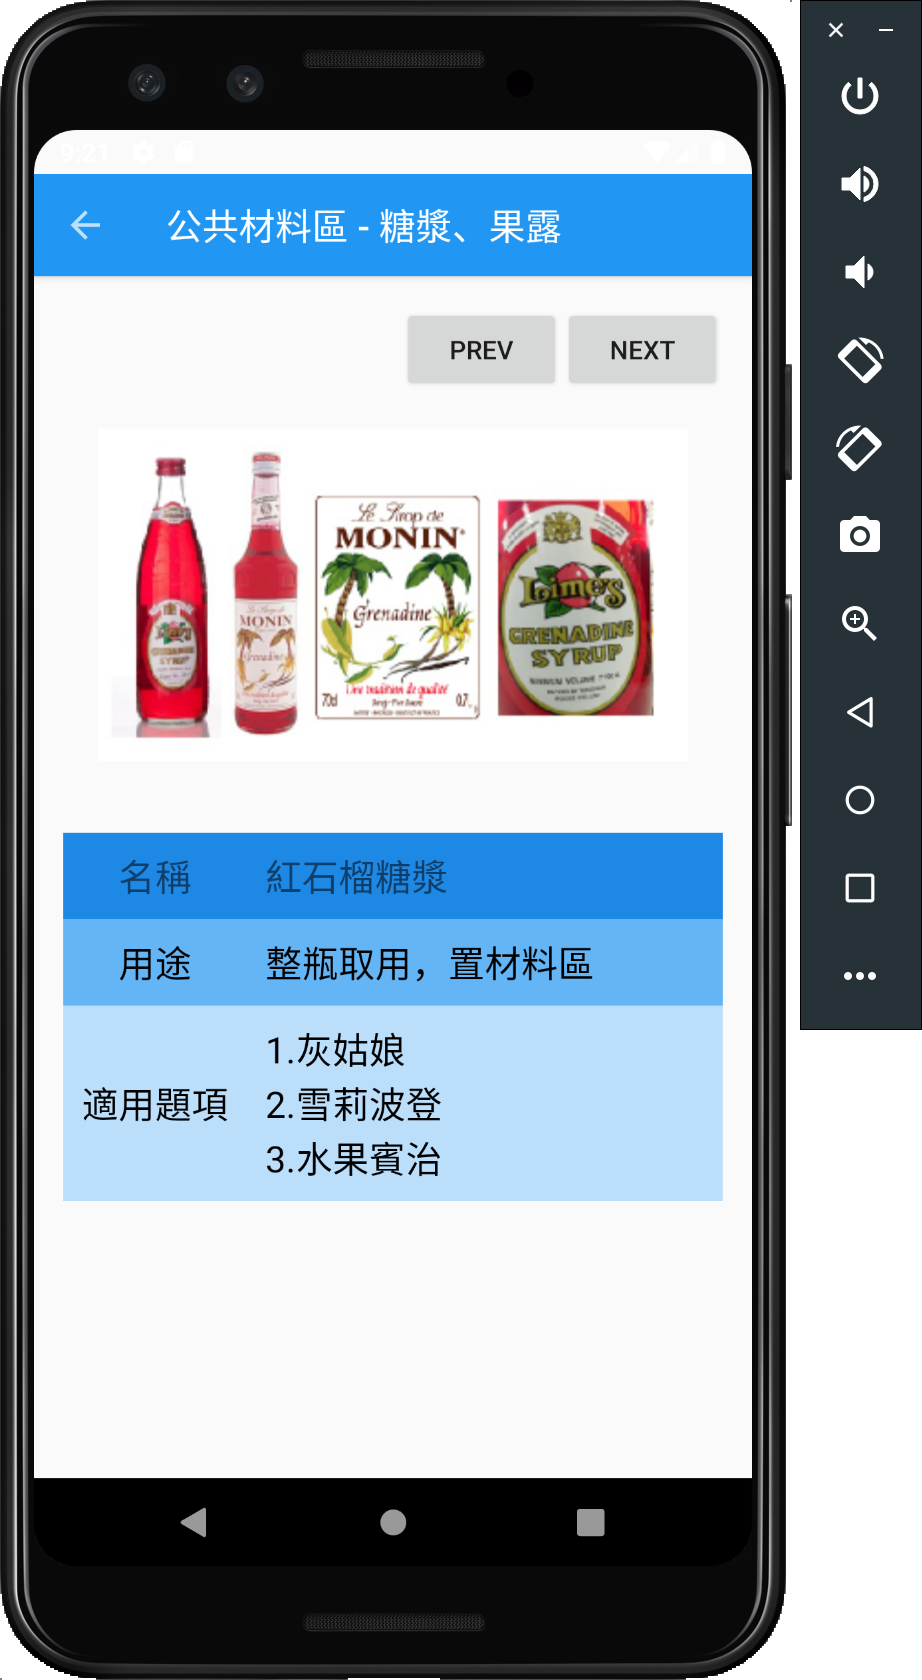 9:21
公共材料區 - 糖漿、果露
PREV
NEXT
Le Sirop de
MONIN
Grenadine
Une tradition de qualité
70cl
0,7
MONIN
Grenadine
Lime's
GRENADINE
SYRUP
名稱
紅石榴糖漿
用途
整瓶取用，置材料區
適用題項
1.灰姑娘
2.雪莉波登
3.水果賓治